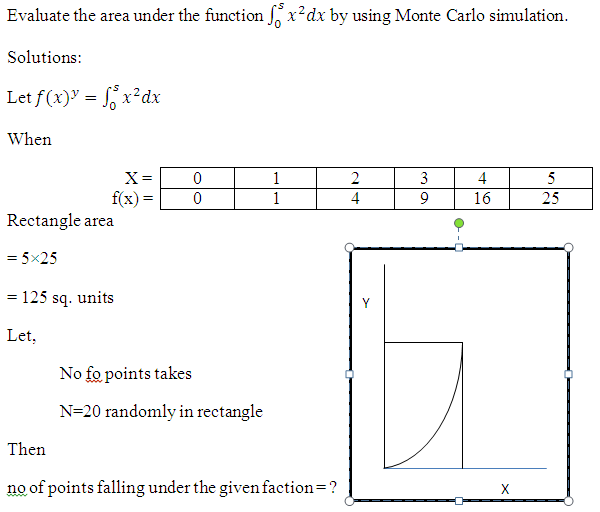 Evaluate the area under the function ∫₀ˢ x²dx by using Monte Carlo simulation.
Solutions:
Let f(x)ʸ = ∫₀ˢ x²dx
When
X = 0 1 2 3 4 5
f(x) = 0 1 4 9 16 25
Rectangle area
= 5×25
= 125 sq. units
Let,
No fo points takes
N=20 randomly in rectangle
Then
no of points falling under the given faction = ?
Y
X